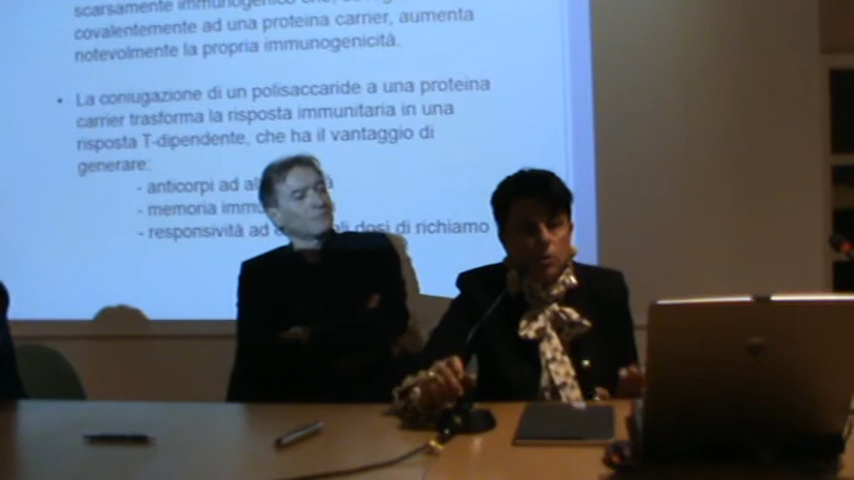 scarsamente immunogenico che,
covalentemente ad una proteina carrier, aumenta
notevolmente la propria immunogenicità.
• La coniugazione di un polisaccaride a una proteina
carrier trasforma la risposta immunitaria in una
risposta T-dipendente, che ha il vantaggio di
generare:
- anticorpi ad
- memoria
- responsività ad dosi di richiamo